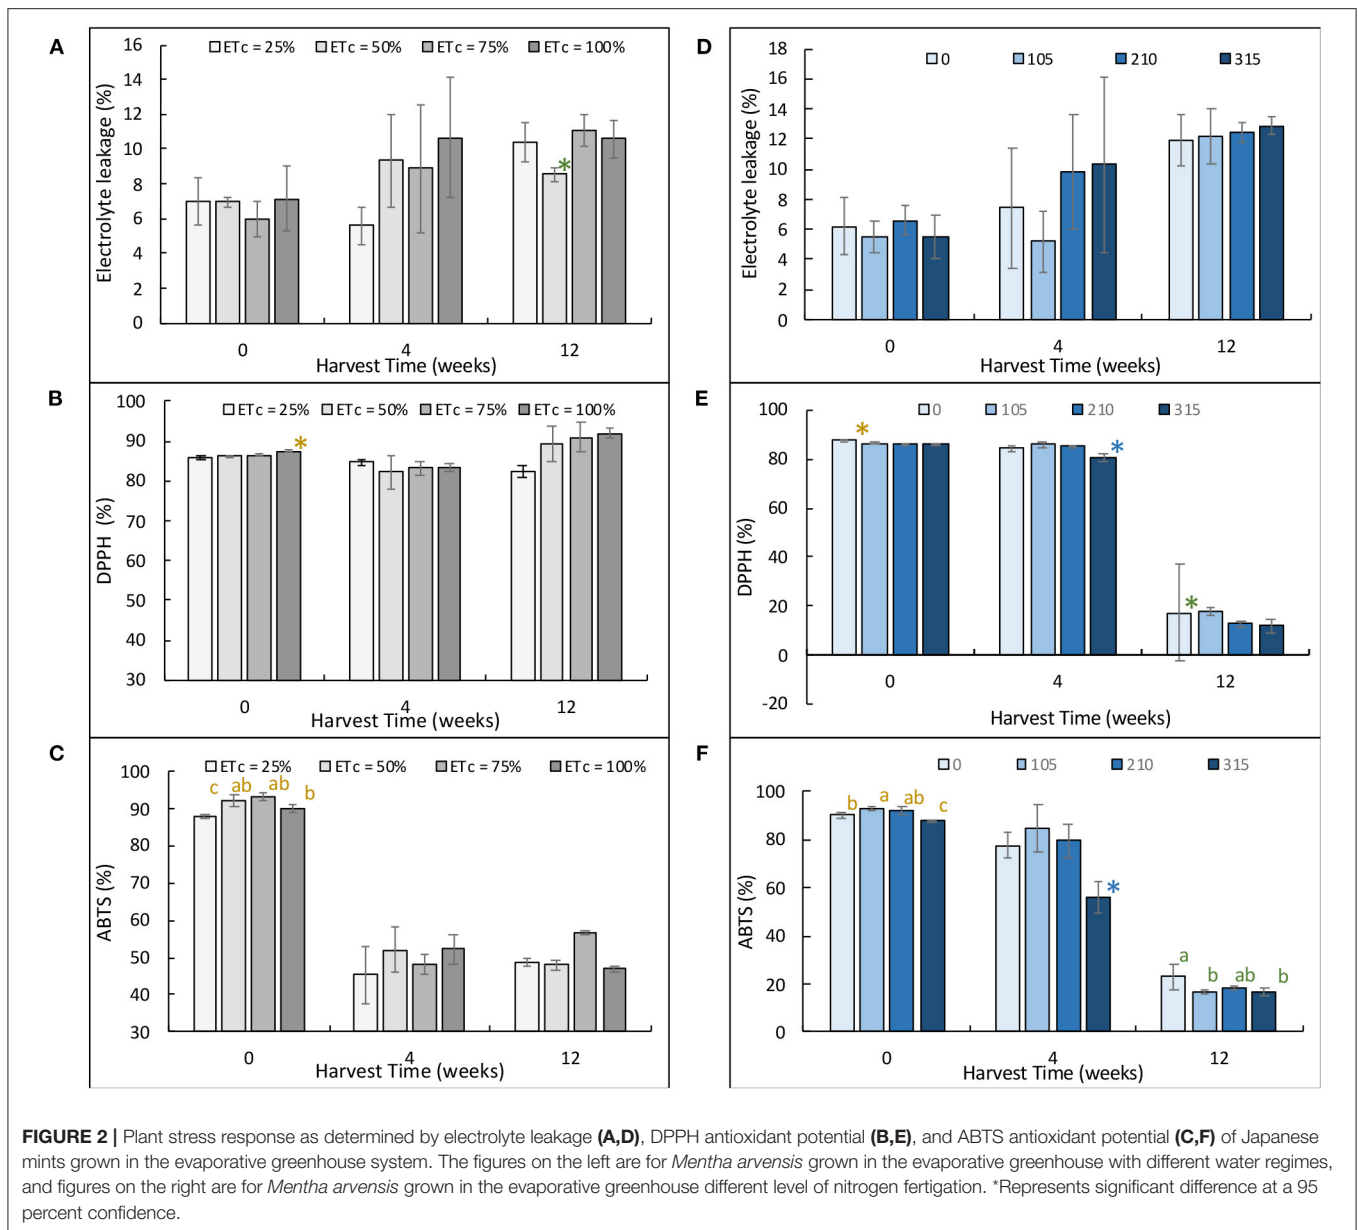 A
ETc = 25% ETc = 50% ETc = 75% ETc = 100%
Electrolyte leakage (%)
16
14
12
10
8
6
4
2
0
*
0 4 12
Harvest Time (weeks)
B
ETc = 25% ETc = 50% ETc = 75% ETc = 100%
DPPH (%)
100
90
80
70
60
50
40
30
*
0 4 12
Harvest Time (weeks)
C
ETc = 25% ETc = 50% ETc = 75% ETc = 100%
ABTS (%)
100
90
80
70
60
50
40
30
c ab ab b
0 4 12
Harvest Time (weeks)
D
0 105 210 315
Electrolyte leakage (%)
18
16
14
12
10
8
6
4
2
0
0 4 12
Harvest Time (weeks)
E
0 105 210 315
DPPH (%)
100
80
60
40
20
0
-20
* * *
0 4 12
Harvest Time (weeks)
F
0 105 210 315
ABTS (%)
100
80
60
40
20
0
b a ab c
*
a b ab b
0 4 12
Harvest Time (weeks)
FIGURE 2 | Plant stress response as determined by electrolyte leakage (A,D), DPPH antioxidant potential (B,E), and ABTS antioxidant potential (C,F) of Japanese
mints grown in the evaporative greenhouse system. The figures on the left are for Mentha arvensis grown in the evaporative greenhouse with different water regimes,
and figures on the right are for Mentha arvensis grown in the evaporative greenhouse different level of nitrogen fertigation. *Represents significant difference at a 95
percent confidence.